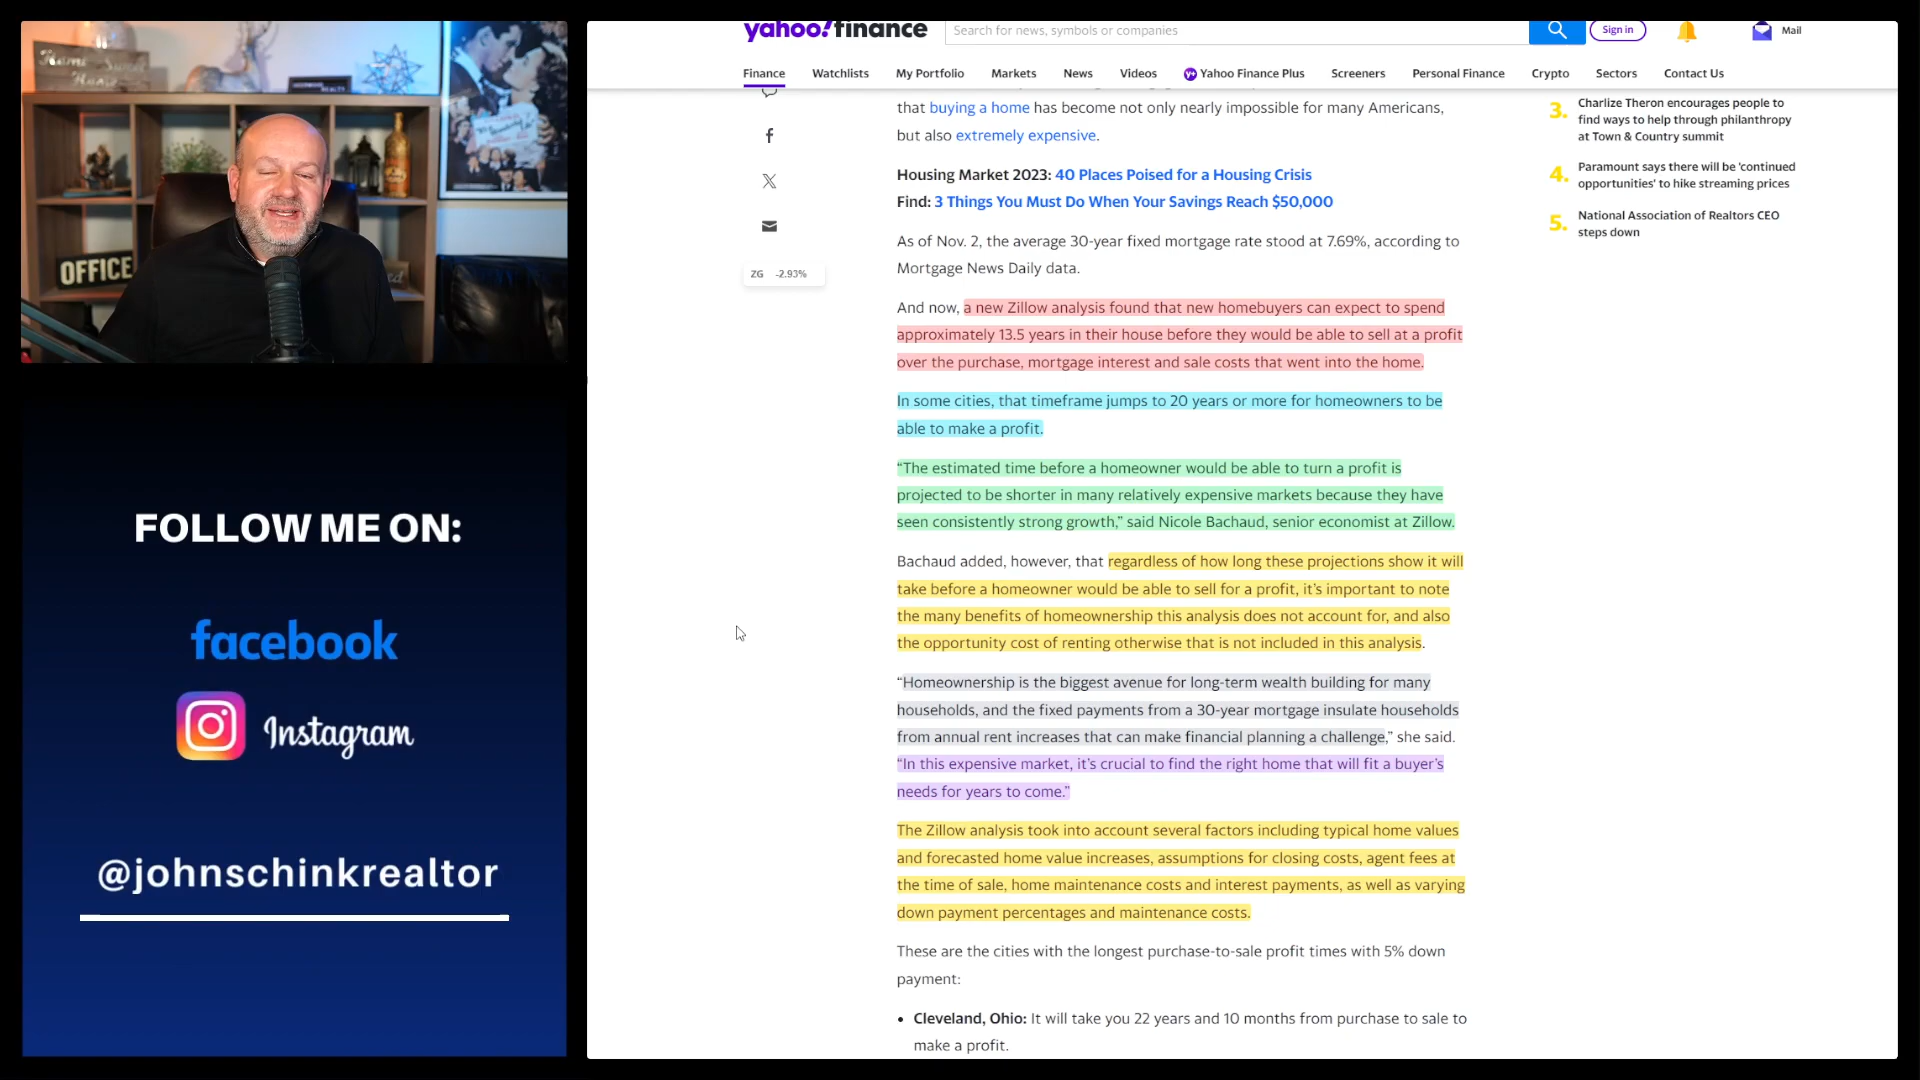 Home Sweet
Home
OFFICE
FOLLOW ME ON:
facebook
Instagram
@johnschinkrealtor
yahoo!finance
Search for news, symbols or companies
Sign in
Mail
Finance
Watchlists
My Portfolio
Markets
News
Videos
Yahoo Finance Plus
Screeners
Personal Finance
Crypto
Sectors
Contact Us
ZG -2.93%
that buying a home has become not only nearly impossible for many Americans,
but also extremely expensive.
Housing Market 2023: 40 Places Poised for a Housing Crisis
Find: 3 Things You Must Do When Your Savings Reach $50,000
As of Nov. 2, the average 30-year fixed mortgage rate stood at 7.69%, according to
Mortgage News Daily data.
And now, a new Zillow analysis found that new homebuyers can expect to spend
approximately 13.5 years in their house before they would be able to sell at a profit
over the purchase, mortgage interest and sale costs that went into the home.
In some cities, that timeframe jumps to 20 years or more for homeowners to be
able to make a profit.
“The estimated time before a homeowner would be able to turn a profit is
projected to be shorter in many relatively expensive markets because they have
seen consistently strong growth,” said Nicole Bachaud, senior economist at Zillow.
Bachaud added, however, that regardless of how long these projections show it will
take before a homeowner would be able to sell for a profit, it’s important to note
the many benefits of homeownership this analysis does not account for, and also
the opportunity cost of renting otherwise that is not included in this analysis.
“Homeownership is the biggest avenue for long-term wealth building for many
households, and the fixed payments from a 30-year mortgage insulate households
from annual rent increases that can make financial planning a challenge,” she said.
“In this expensive market, it’s crucial to find the right home that will fit a buyer’s
needs for years to come.”
The Zillow analysis took into account several factors including typical home values
and forecasted home value increases, assumptions for closing costs, agent fees at
the time of sale, home maintenance costs and interest payments, as well as varying
down payment percentages and maintenance costs.
These are the cities with the longest purchase-to-sale profit times with 5% down
payment:
• Cleveland, Ohio: It will take you 22 years and 10 months from purchase to sale to
make a profit.
3. Charlize Theron encourages people to
find ways to help through philanthropy
at Town & Country summit
4. Paramount says there will be 'continued
opportunities' to hike streaming prices
5. National Association of Realtors CEO
steps down